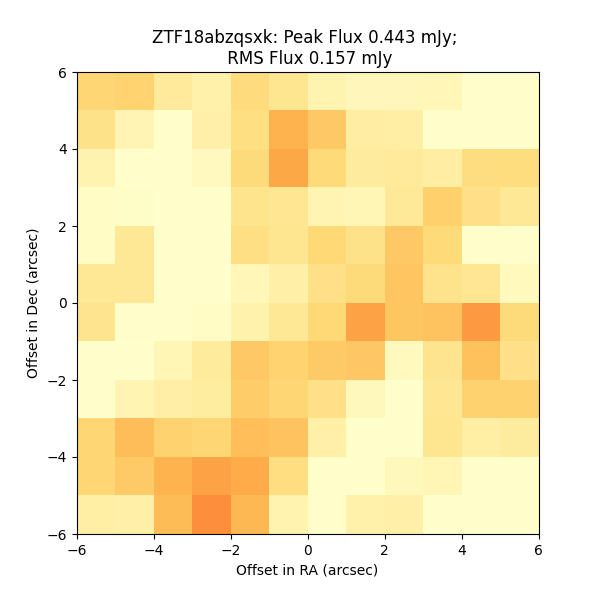 ZTF18abzqsxk: Peak Flux 0.443 mJy;
RMS Flux 0.157 mJy
6
4
2
0
−2
−4
−6
Offset in Dec (arcsec)
−6 −4 −2 0 2 4 6
Offset in RA (arcsec)